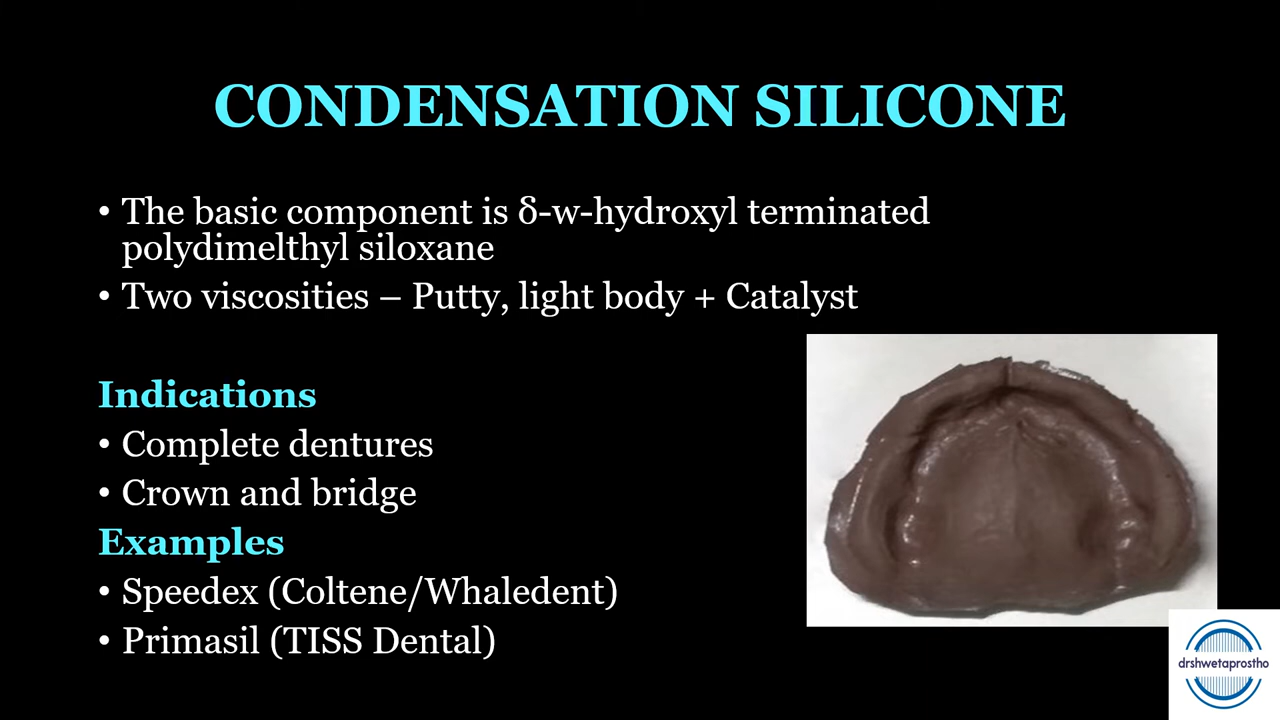 CONDENSATION SILICONE
• The basic component is δ-w-hydroxyl terminated
polydimelthyl siloxane
• Two viscosities – Putty, light body + Catalyst
Indications
• Complete dentures
• Crown and bridge
Examples
• Speedex (Coltene/Whaledent)
• Primasil (TISS Dental)
drshwetaprostho